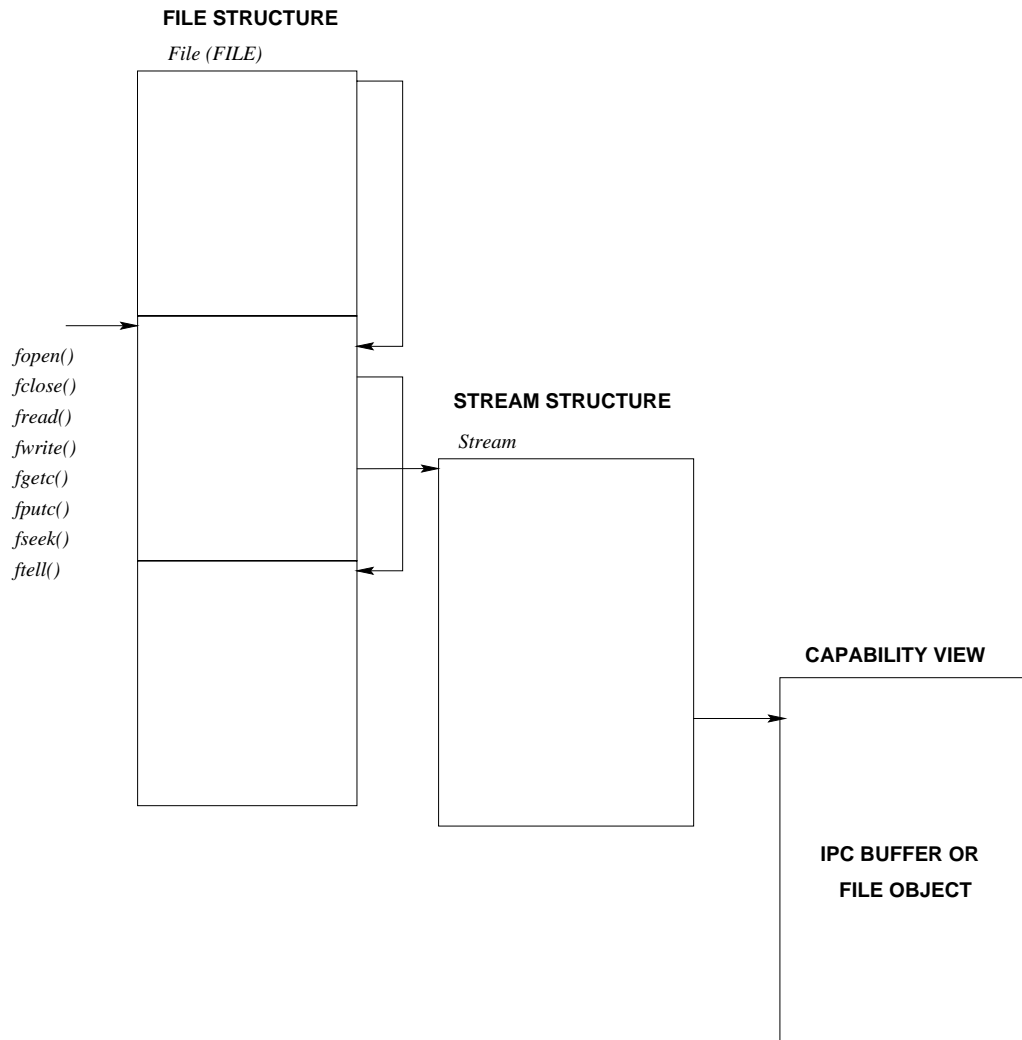 FILE STRUCTURE
File (FILE)
fopen()
fclose()
fread()
fwrite()
fgetc()
fputc()
fseek()
ftell()
STREAM STRUCTURE
Stream
CAPABILITY VIEW
IPC BUFFER OR
FILE OBJECT